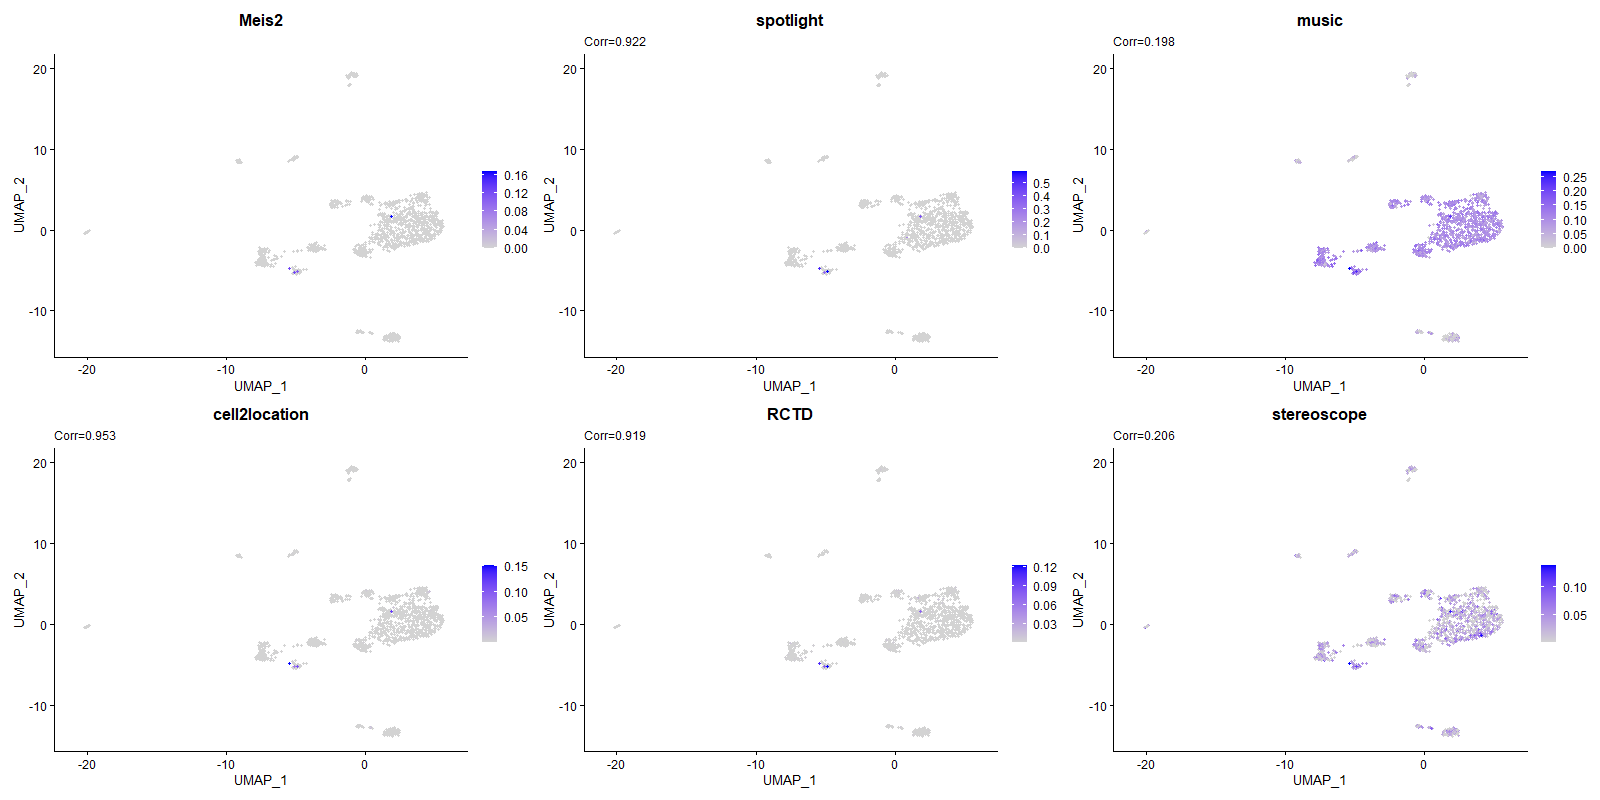 Meis2
20
10
0
-10
-20
-10
0
UMAP_1
UMAP_2
0.16
0.12
0.08
0.04
0.00
spotlight
Corr=0.922
20
10
0
-10
-20
-10
0
UMAP_1
UMAP_2
0.5
0.4
0.3
0.2
0.1
0.0
music
Corr=0.198
20
10
0
-10
-20
-10
0
UMAP_1
UMAP_2
0.25
0.20
0.15
0.10
0.05
0.00
cell2location
Corr=0.953
20
10
0
-10
-20
-10
0
UMAP_1
UMAP_2
0.15
0.10
0.05
RCTD
Corr=0.919
20
10
0
-10
-20
-10
0
UMAP_1
UMAP_2
0.12
0.09
0.06
0.03
stereoscope
Corr=0.206
20
10
0
-10
-20
-10
0
UMAP_1
UMAP_2
0.10
0.05